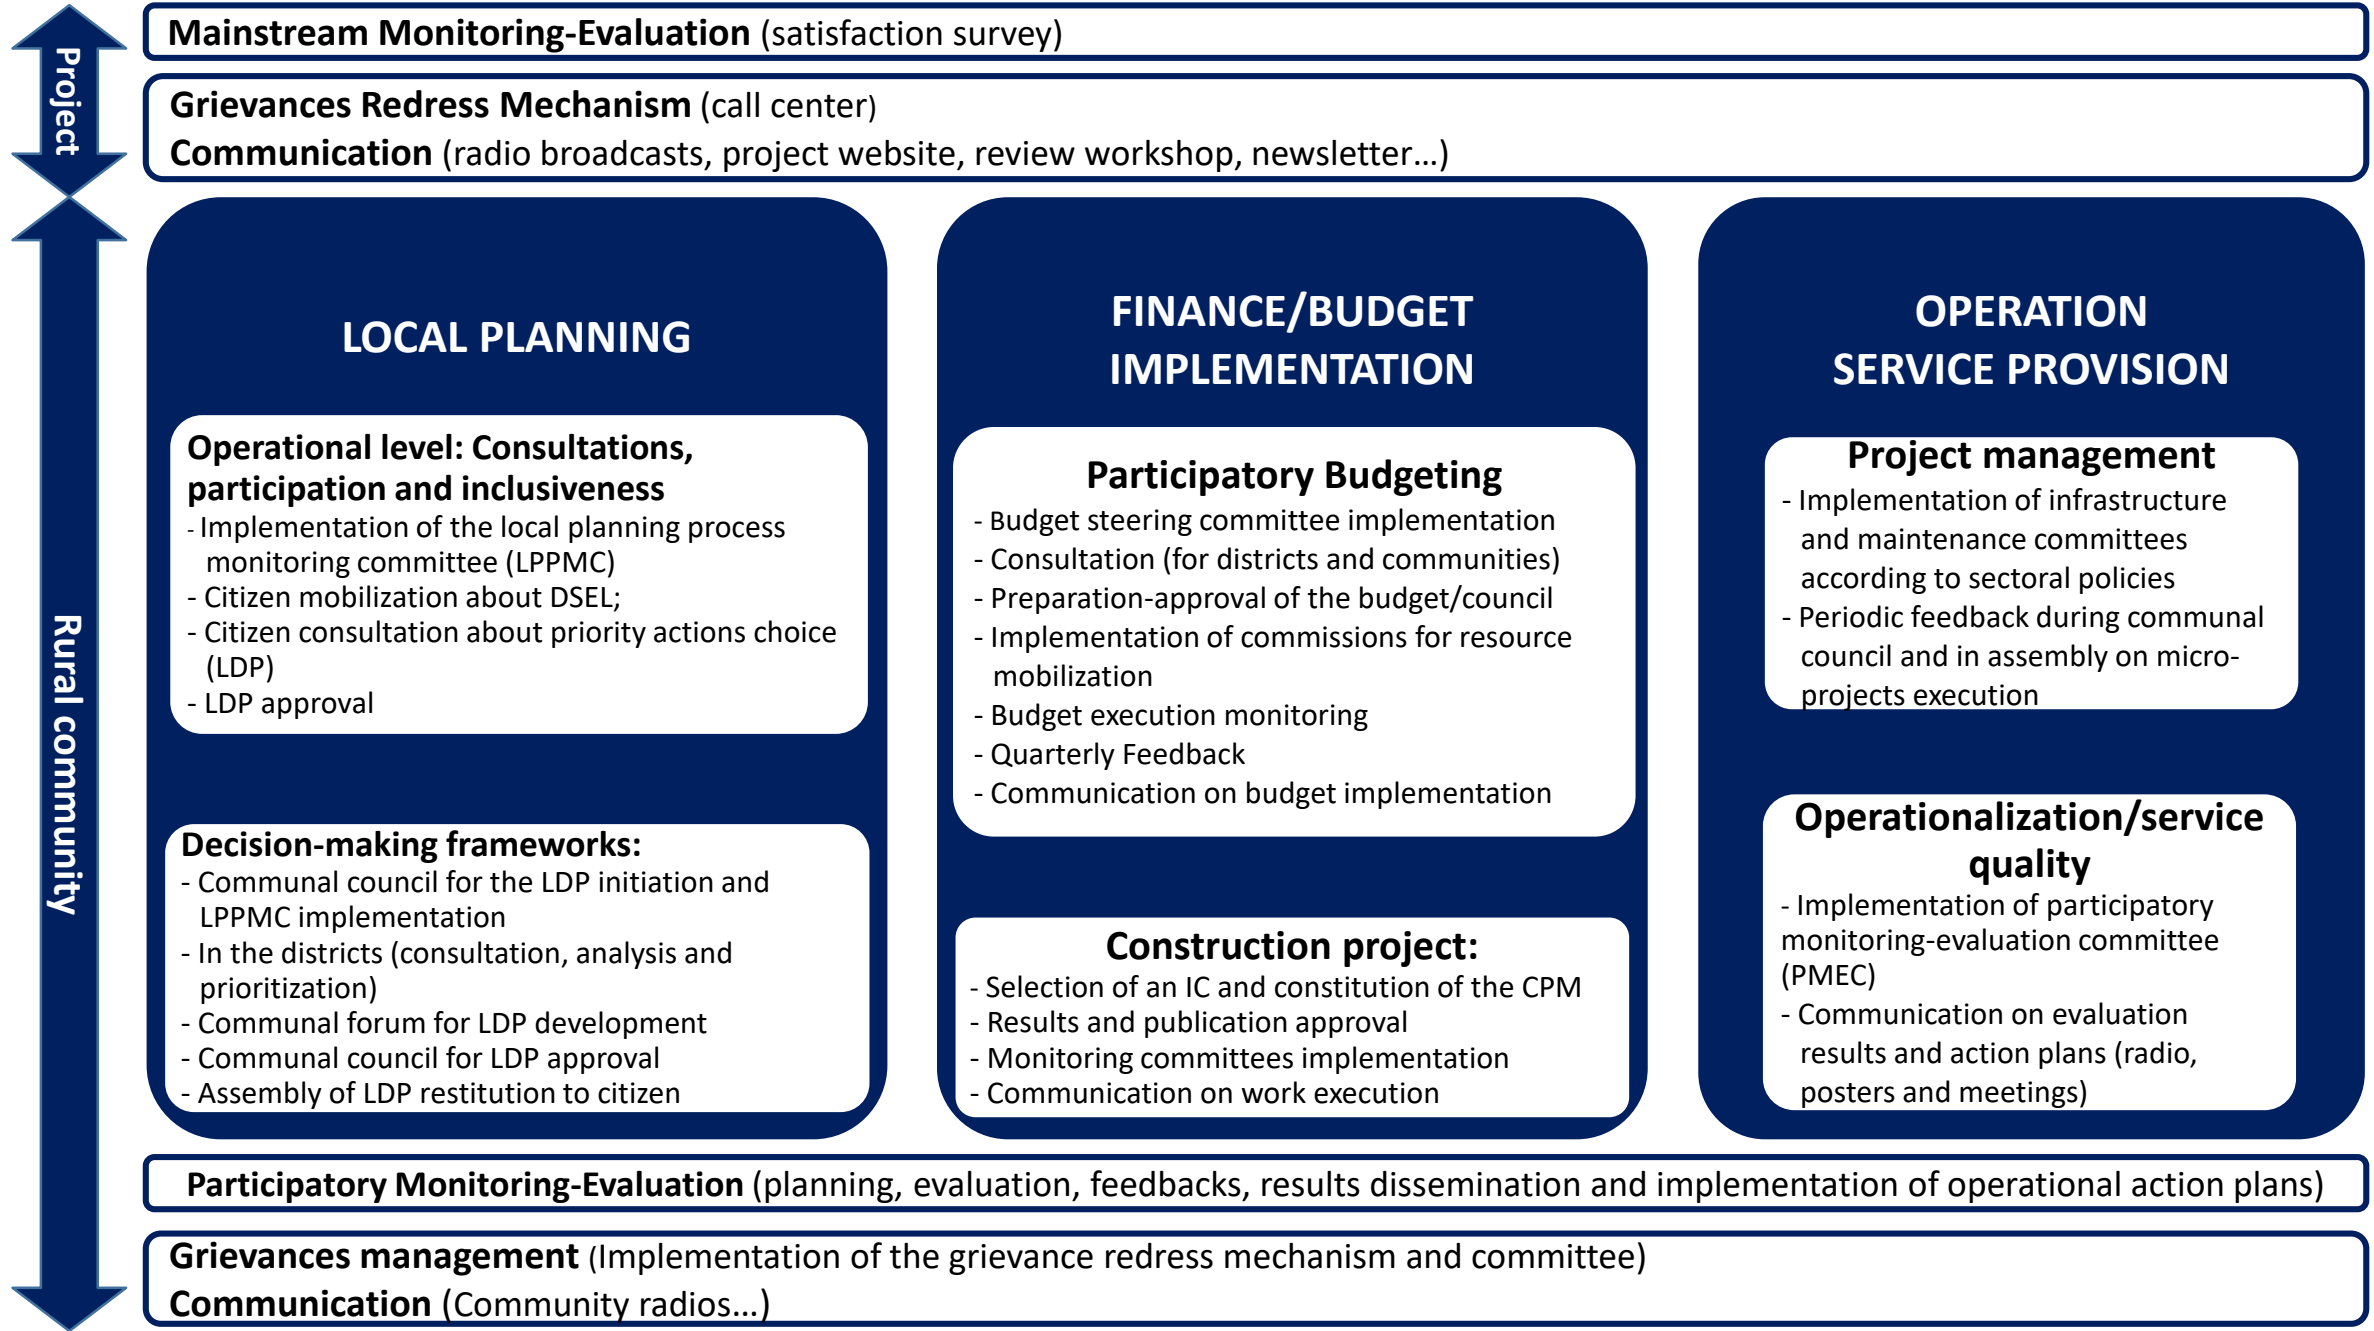 Project
Mainstream Monitoring-Evaluation (satisfaction survey)
Grievances Redress Mechanism (call center)
Communication (radio broadcasts, project website, review workshop, newsletter…)
Rural community
LOCAL PLANNING
Operational level: Consultations,
participation and inclusiveness
- Implementation of the local planning process
monitoring committee (LPPMC)
- Citizen mobilization about DSEL;
- Citizen consultation about priority actions choice
(LDP)
- LDP approval
Decision-making frameworks:
- Communal council for the LDP initiation and
LPPMC implementation
- In the districts (consultation, analysis and
prioritization)
- Communal forum for LDP development
- Communal council for LDP approval
- Assembly of LDP restitution to citizen
FINANCE/BUDGET
IMPLEMENTATION
Participatory Budgeting
- Budget steering committee implementation
- Consultation (for districts and communities)
- Preparation-approval of the budget/council
- Implementation of commissions for resource
mobilization
- Budget execution monitoring
- Quarterly Feedback
- Communication on budget implementation
Construction project:
- Selection of an IC and constitution of the CPM
- Results and publication approval
- Monitoring committees implementation
- Communication on work execution
OPERATION
SERVICE PROVISION
Project management
- Implementation of infrastructure
and maintenance committees
according to sectoral policies
- Periodic feedback during communal
council and in assembly on micro-
projects execution
Operationalization/service
quality
- Implementation of participatory
monitoring-evaluation committee
(PMEC)
- Communication on evaluation
results and action plans (radio,
posters and meetings)
Participatory Monitoring-Evaluation (planning, evaluation, feedbacks, results dissemination and implementation of operational action plans)
Grievances management (Implementation of the grievance redress mechanism and committee)
Communication (Community radios…)